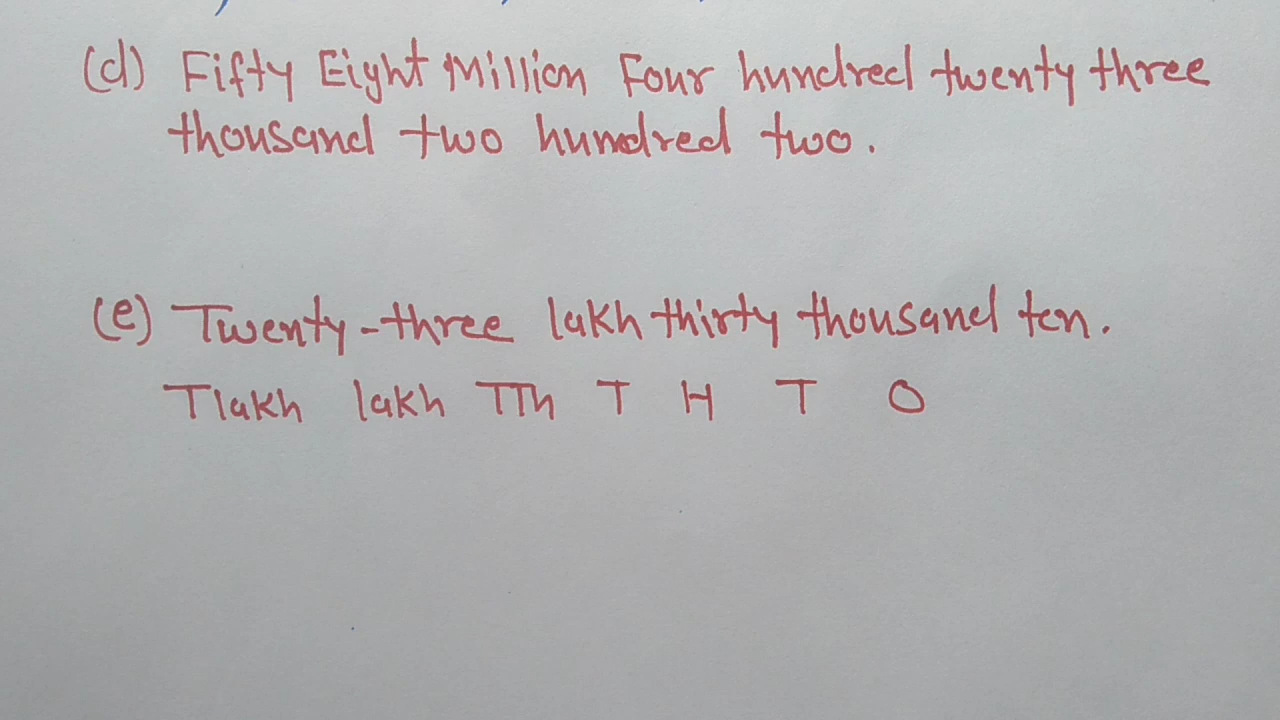 (d) Fifty Eight Million Four hundred twenty three
thousand two hundred two.
(e) Twenty-three lakh thirty thousand ten.
Tlakh lakh TTh T H T O